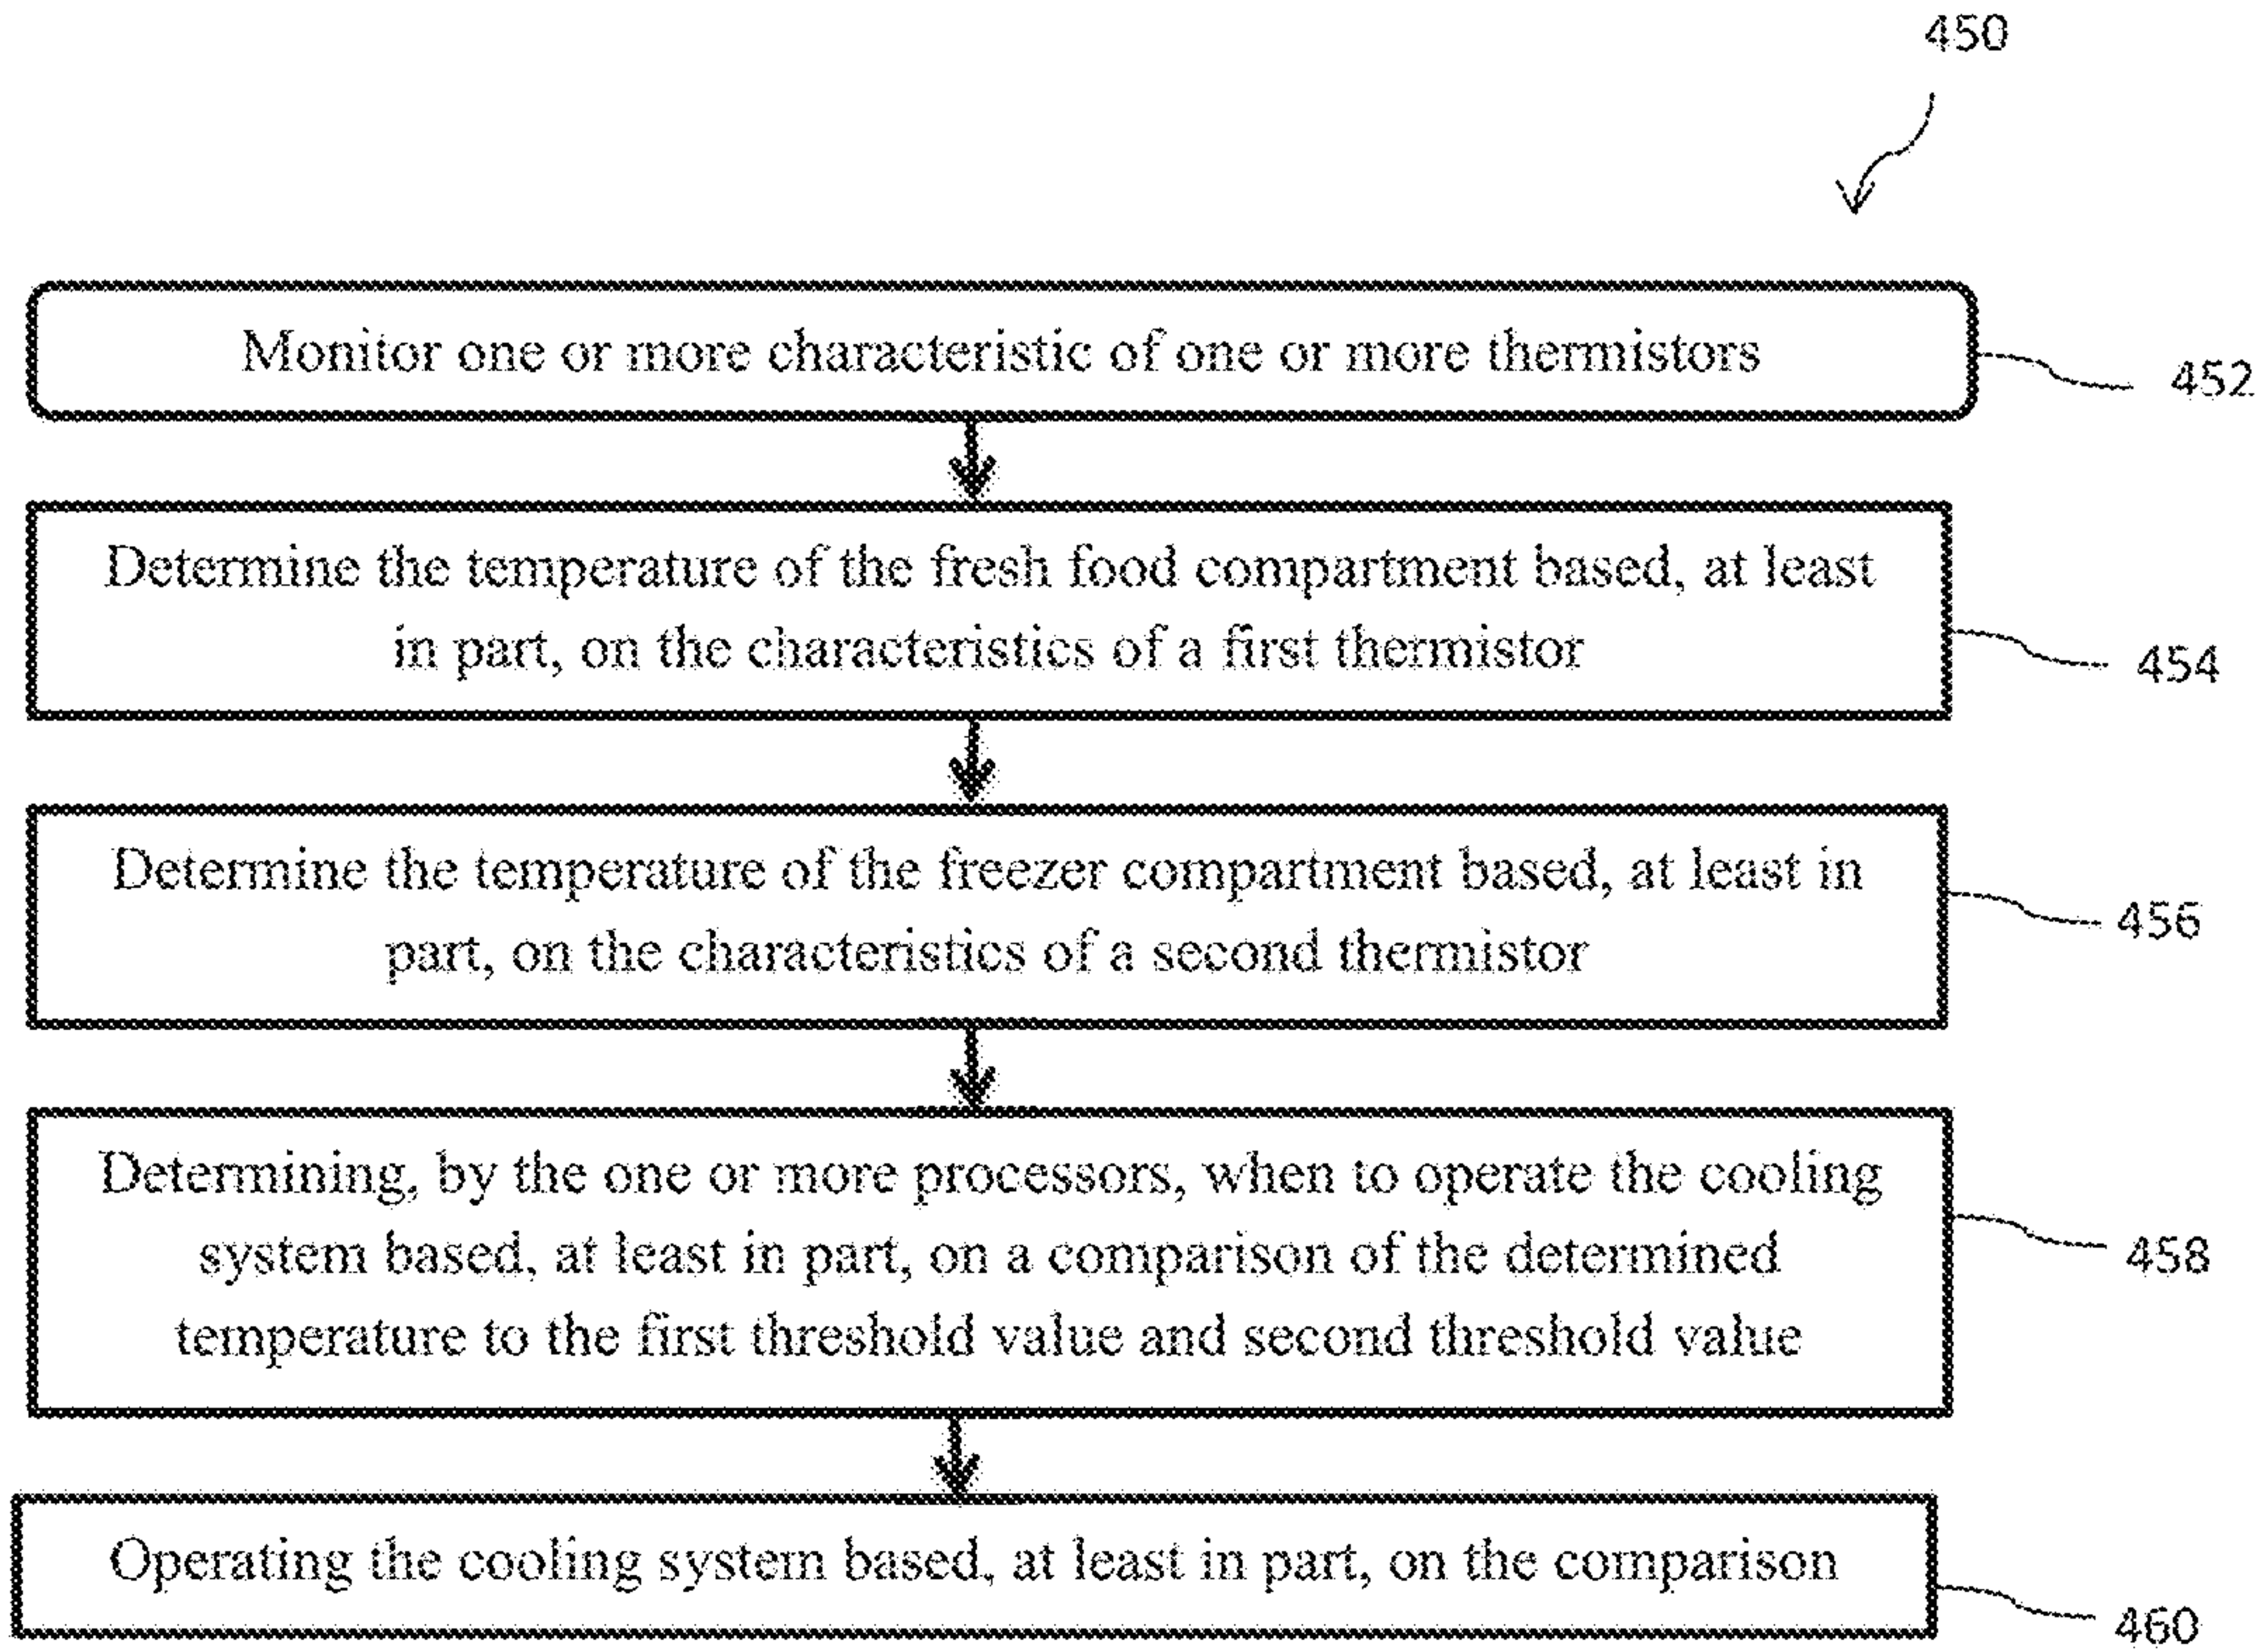 450
Monitor one or more characteristic of one or more thermistors
452
Determine the temperature of the fresh food compartment based, at least
in part, on the characteristics of a first thermistor
454
Determine the temperature of the freezer compartment based, at least in
part, on the characteristics of a second thermistor
456
Determining, by the one or more processors, when to operate the cooling
system based, at least in part, on a comparison of the determined
temperature to the first threshold value and second threshold value
458
Operating the cooling system based, at least in part, on the comparison
460